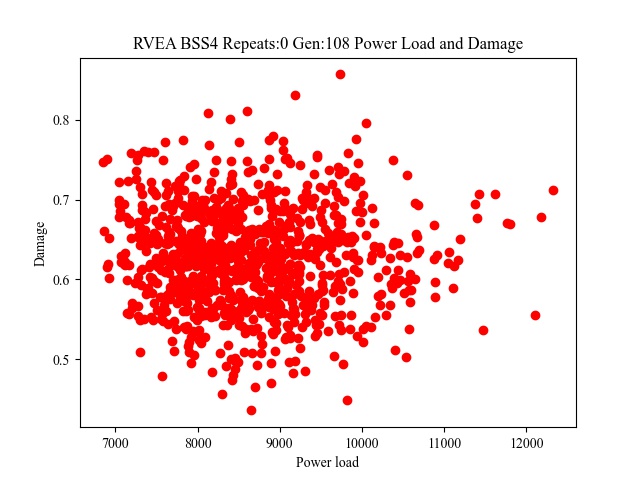 RVEA BSS4 Repeats:0 Gen:108 Power Load and Damage
0.8
0.7
0.6
0.5
Damage
7000 8000 9000 10000 11000 12000
Power load